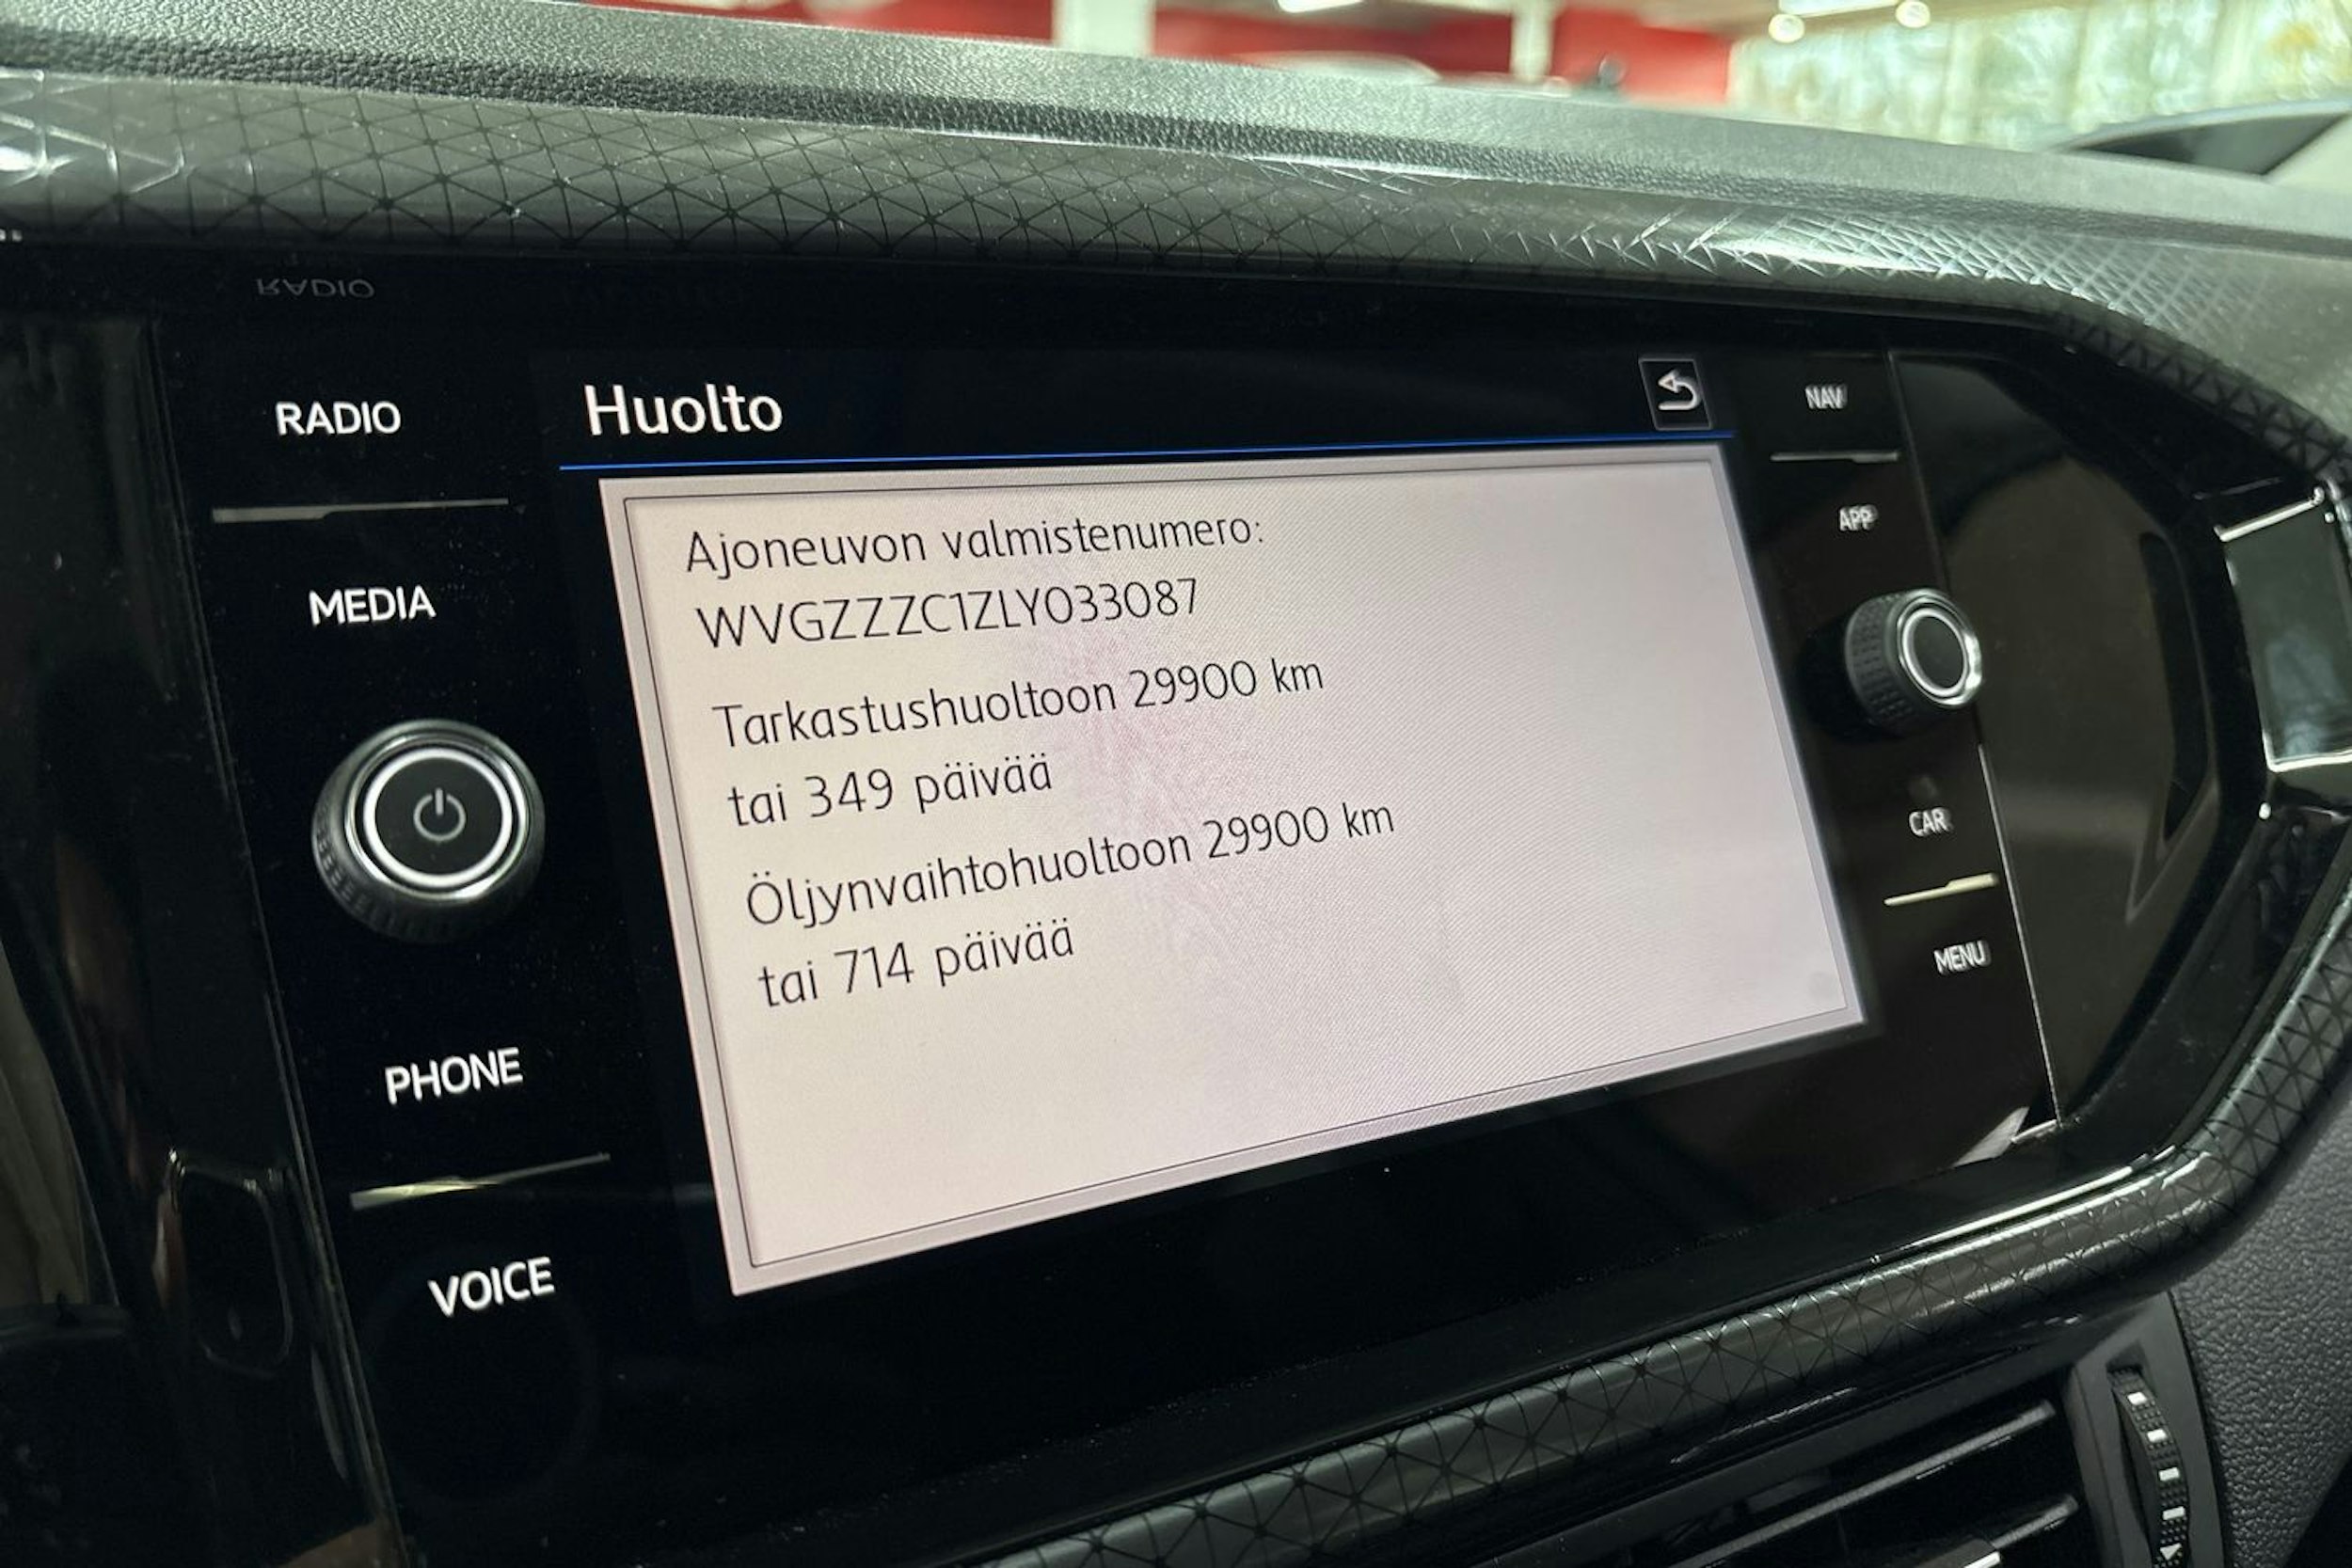 RADIO
RADIO
MEDIA
PHONE
VOICE
Huolto
Ajoneuvon valmistenumero:
WVGZZZC1ZLY033087
Tarkastushuoltoon 29900 km
tai 349 päivää
Öljynvaihtohuoltoon 29900 km
tai 714 päivää
NAV
APP
CAR
MENU